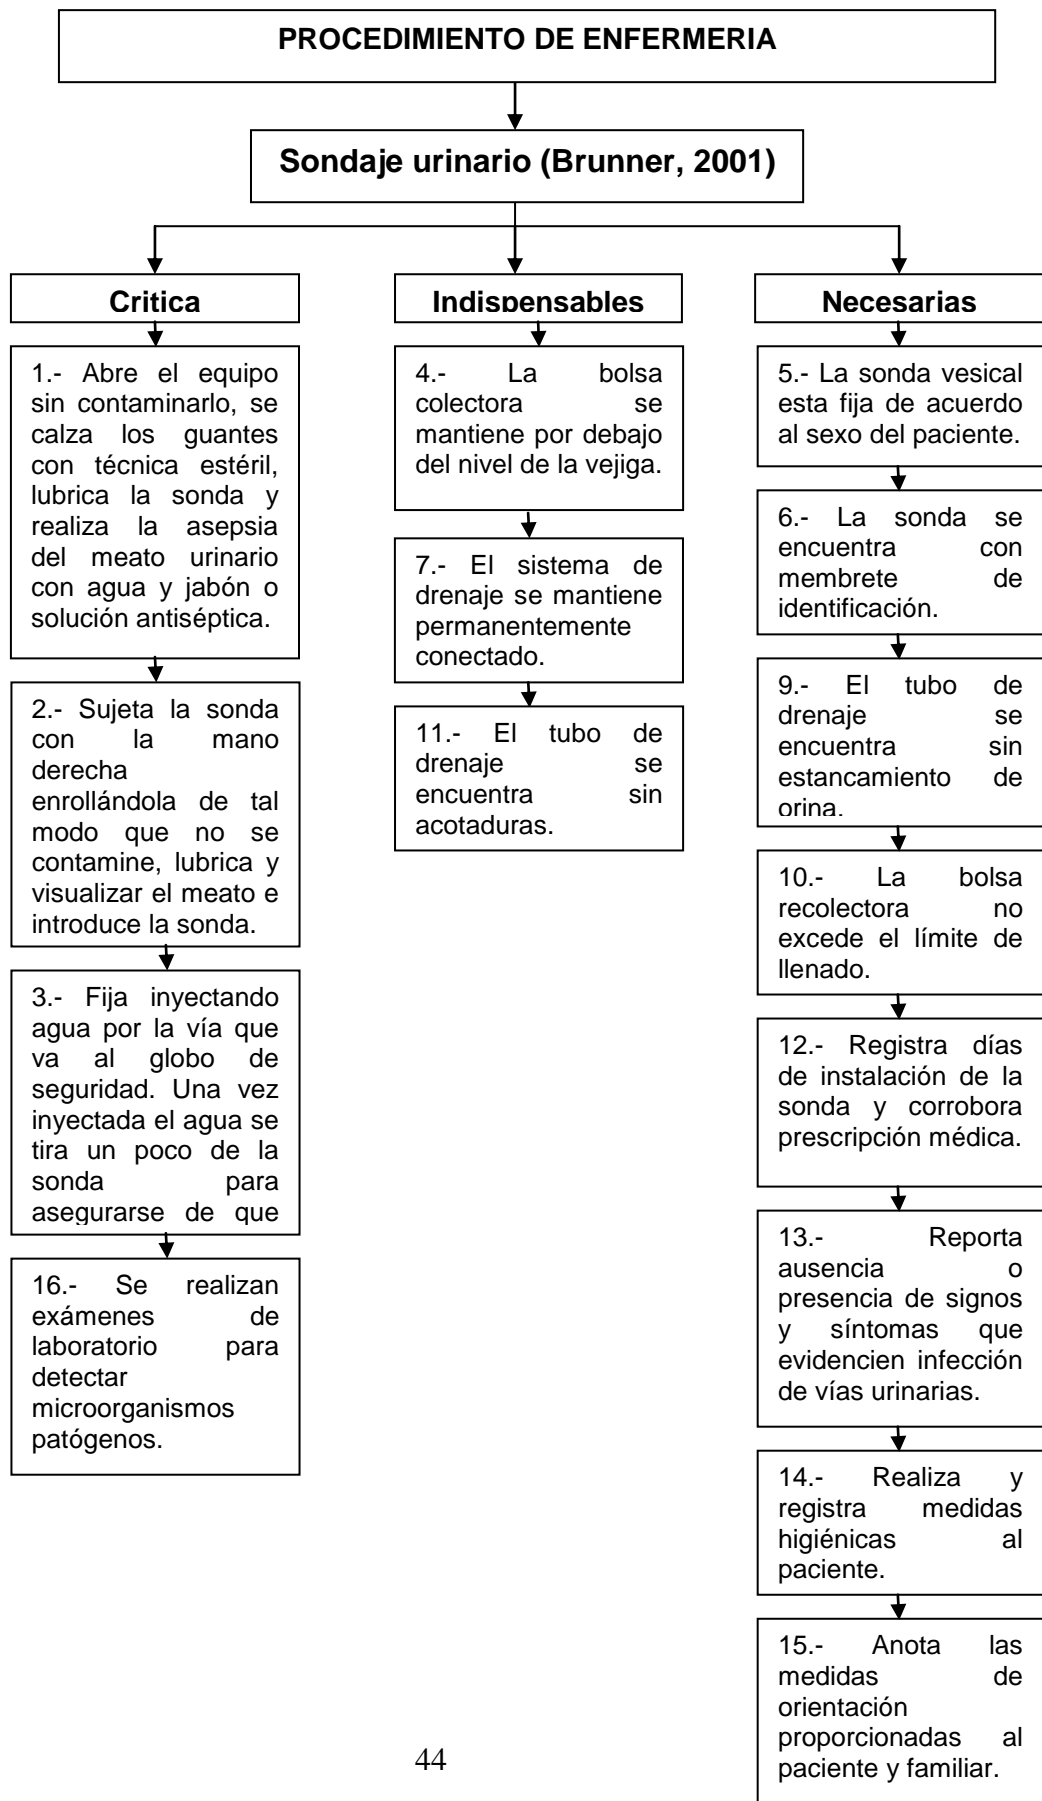 PROCEDIMIENTO DE ENFERMERIA
Sondaje urinario (Brunner, 2001)
Critica
1.- Abre el equipo
sin contaminarlo, se
calza los guantes
con técnica estéril,
lubrica la sonda y
realiza la asepsia
del meato urinario
con agua y jabón o
solución antiséptica.
2.- Sujeta la sonda
con la mano
derecha
enrollándola de tal
modo que no se
contamine, lubrica y
visualizar el meato e
introduce la sonda.
3.- Fija inyectando
agua por la vía que
va al globo de
seguridad. Una vez
inyectada el agua se
tira un poco de la
sonda para
asegurarse de que
16.- Se realizan
exámenes de
laboratorio para
detectar
microorganismos
patógenos.
Indispensables
4.- La bolsa
colectora se
mantiene por debajo
del nivel de la vejiga.
7.- El sistema de
drenaje se mantiene
permanentemente
conectado.
11.- El tubo de
drenaje se
encuentra sin
acotaduras.
Necesarias
5.- La sonda vesical
esta fija de acuerdo
al sexo del paciente.
6.- La sonda se
encuentra con
membrete de
identificación.
9.- El tubo de
drenaje se
encuentra sin
estancamiento de
orina.
10.- La bolsa
recolectora no
excede el límite de
llenado.
12.- Registra días
de instalación de la
sonda y corrobora
prescripción médica.
13.- Reporta
ausencia o
presencia de signos
y síntomas que
evidencien infección
de vías urinarias.
14.- Realiza y
registra medidas
higiénicas al
paciente.
15.- Anota las
medidas de
orientación
proporcionadas al
paciente y familiar.
44